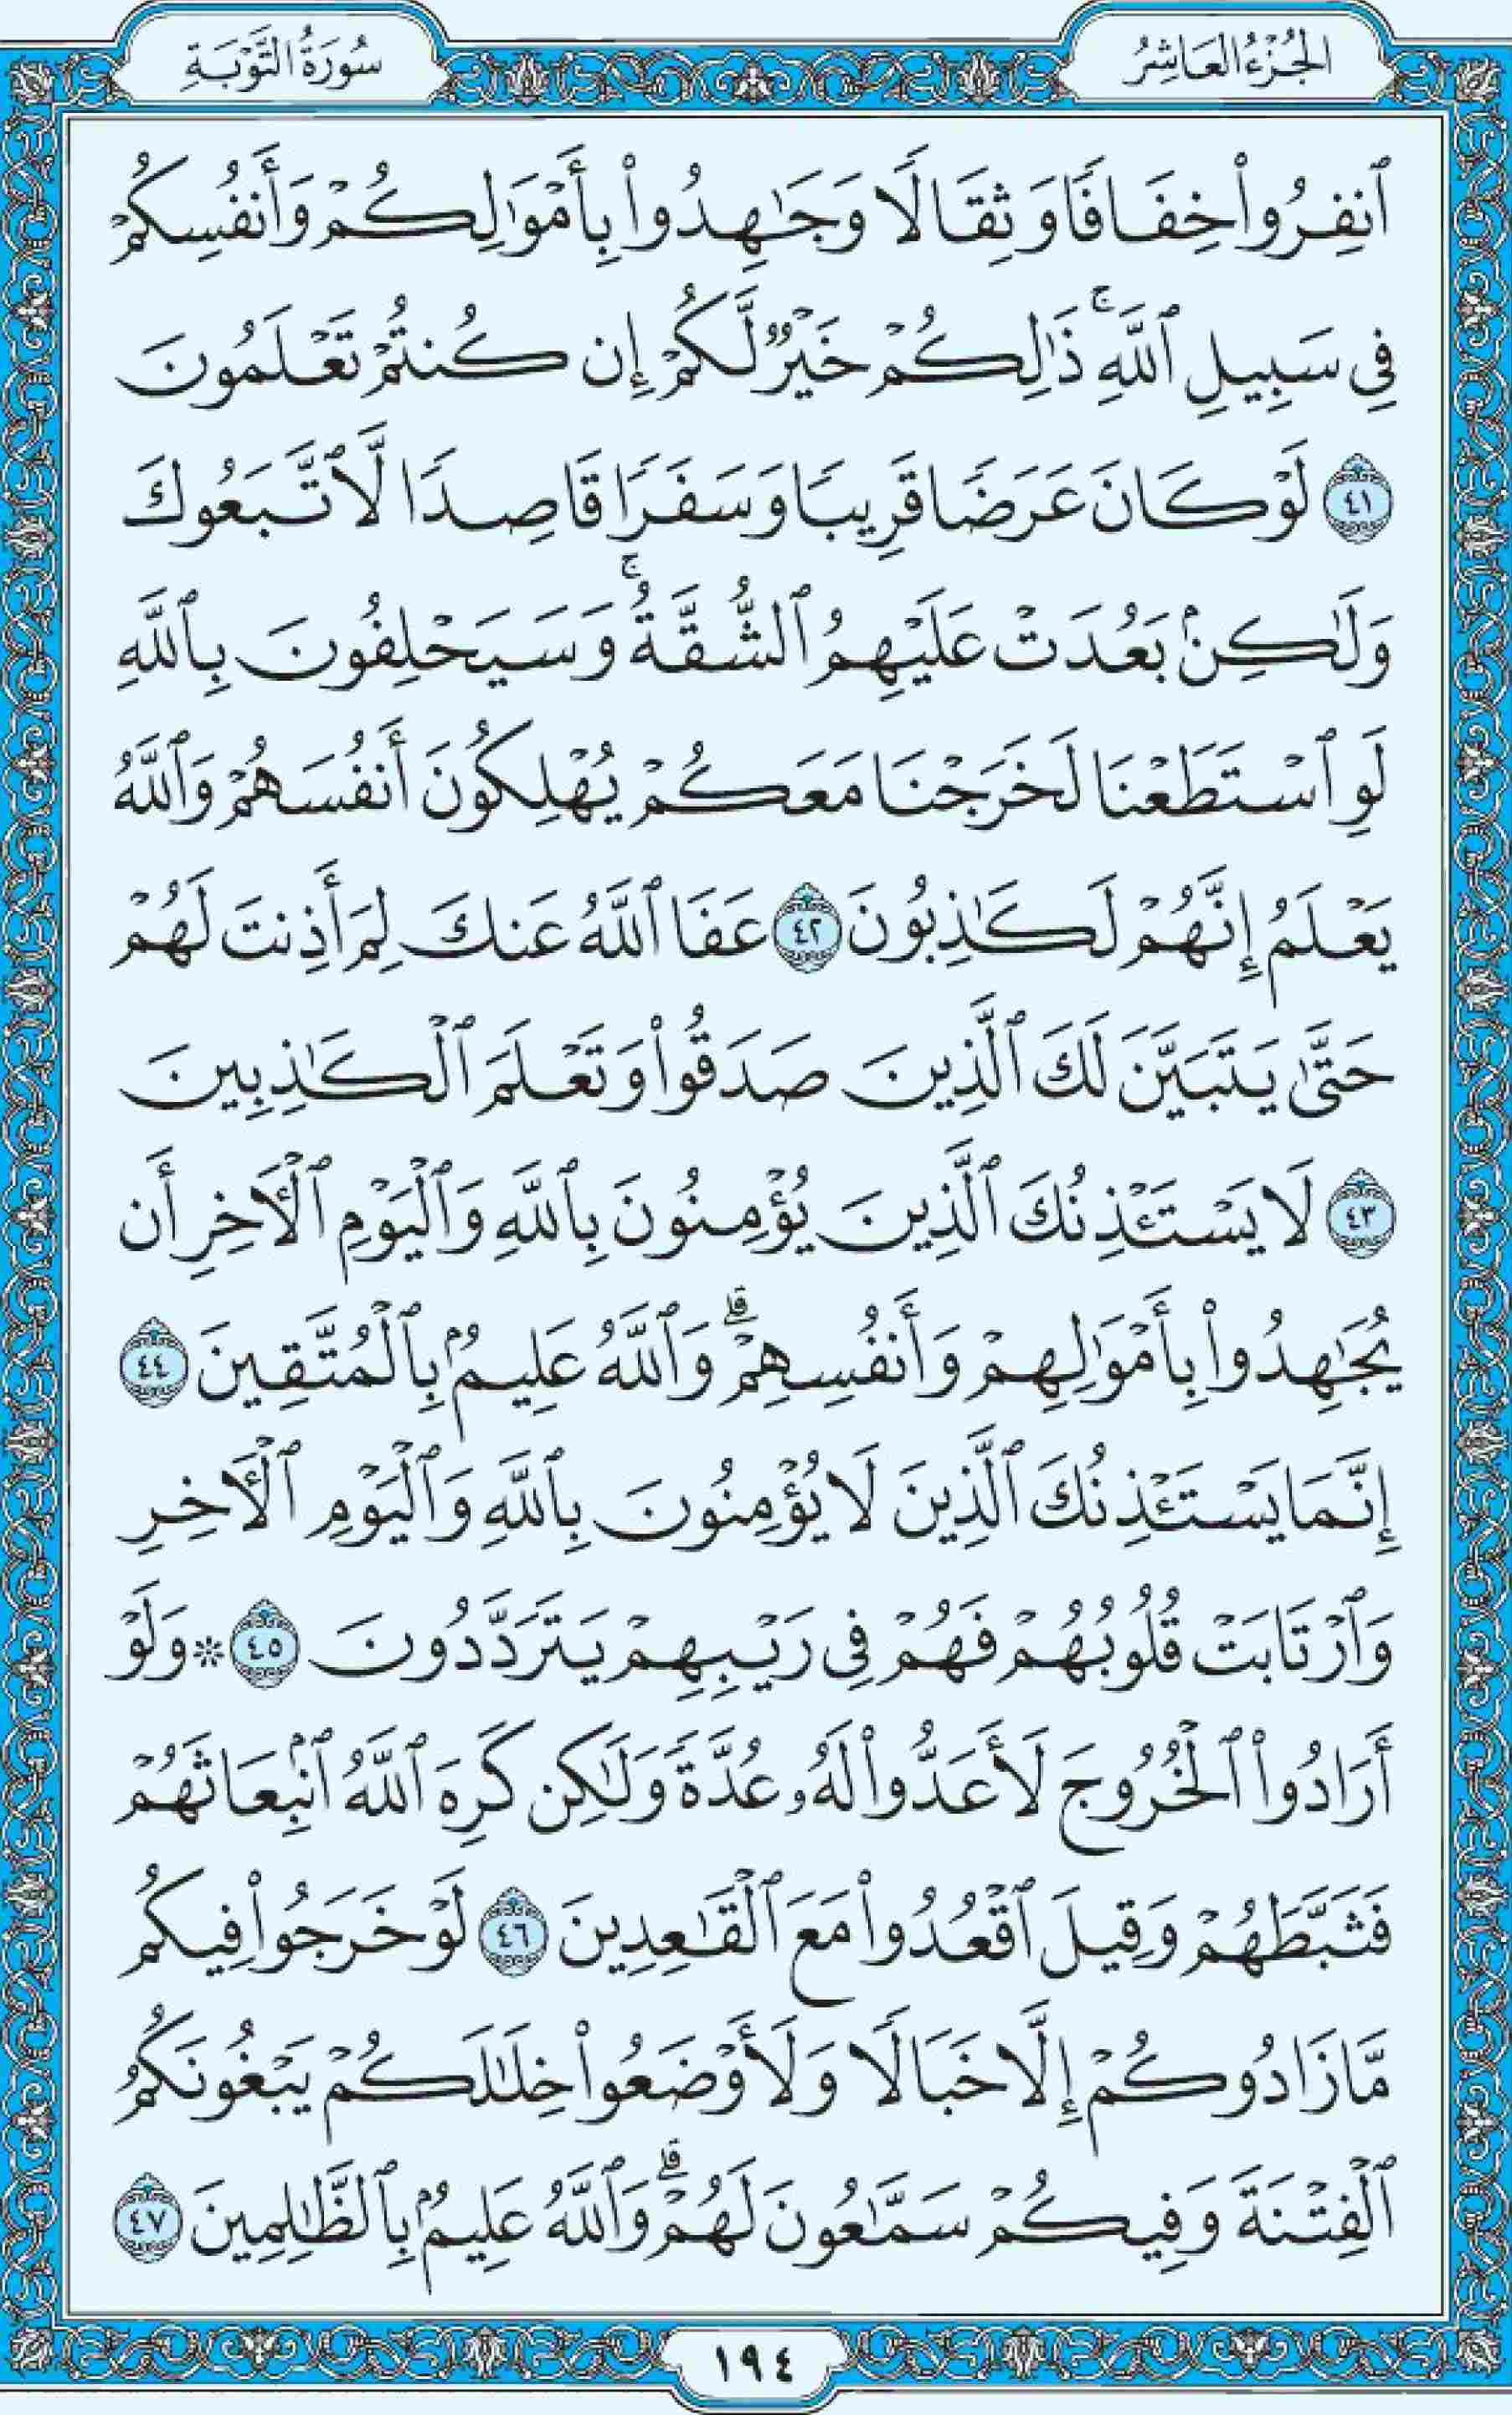 الجُزْءُ العَاشِرُ
سُورَةُ التَّوْبَةِ
ٱنفِرُواْ خِفَافٗا وَثِقَالٗا وَجَٰهِدُواْ بِأَمۡوَٰلِكُمۡ وَأَنفُسِكُمۡ
فِي سَبِيلِ ٱللَّهِۚ ذَٰلِكُمۡ خَيۡرٞ لَّكُمۡ إِن كُنتُمۡ تَعۡلَمُونَ
٤١ لَوۡ كَانَ عَرَضٗا قَرِيبٗا وَسَفَرٗا قَاصِدٗا لَّٱتَّبَعُوكَ
وَلَٰكِنۢ بَعُدَتۡ عَلَيۡهِمُ ٱلشُّقَّةُۚ وَسَيَحۡلِفُونَ بِٱللَّهِ
لَوِ ٱسۡتَطَعۡنَا لَخَرَجۡنَا مَعَكُمۡ يُهۡلِكُونَ أَنفُسَهُمۡ وَٱللَّهُ
يَعۡلَمُ إِنَّهُمۡ لَكَٰذِبُونَ ٤٢ عَفَا ٱللَّهُ عَنكَ لِمَ أَذِنتَ لَهُمۡ
حَتَّىٰ يَتَبَيَّنَ لَكَ ٱلَّذِينَ صَدَقُواْ وَتَعۡلَمَ ٱلۡكَٰذِبِينَ
٤٣ لَا يَسۡتَـٔۡذِنُكَ ٱلَّذِينَ يُؤۡمِنُونَ بِٱللَّهِ وَٱلۡيَوۡمِ ٱلۡأٓخِرِ أَن
يُجَٰهِدُواْ بِأَمۡوَٰلِهِمۡ وَأَنفُسِهِمۡۗ وَٱللَّهُ عَلِيمُۢ بِٱلۡمُتَّقِينَ ٤٤
إِنَّمَا يَسۡتَـٔۡذِنُكَ ٱلَّذِينَ لَا يُؤۡمِنُونَ بِٱللَّهِ وَٱلۡيَوۡمِ ٱلۡأٓخِرِ
وَٱرۡتَابَتۡ قُلُوبُهُمۡ فَهُمۡ فِي رَيۡبِهِمۡ يَتَرَدَّدُونَ ٤٥ * وَلَوۡ
أَرَادُواْ ٱلۡخُرُوجَ لَأَعَدُّواْ لَهُۥ عُدَّةٗ وَلَٰكِن كَرِهَ ٱللَّهُ ٱنۢبِعَاثَهُمۡ
فَثَبَّطَهُمۡ وَقِيلَ ٱقۡعُدُواْ مَعَ ٱلۡقَٰعِدِينَ ٤٦ لَوۡ خَرَجُواْ فِيكُم
مَّا زَادُوكُمۡ إِلَّا خَبَالٗا وَلَأَوۡضَعُواْ خِلَٰلَكُمۡ يَبۡغُونَكُمُ
ٱلۡفِتۡنَةَ وَفِيكُمۡ سَمَّٰعُونَ لَهُمۡۗ وَٱللَّهُ عَلِيمُۢ بِٱلظَّٰلِمِينَ ٤٧
١٩٤